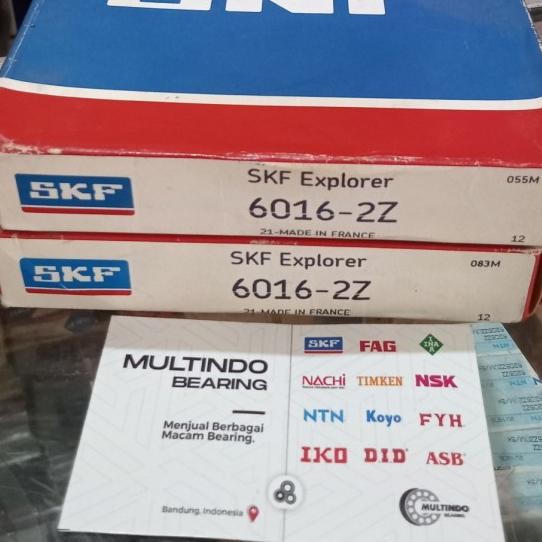 SKF
SKF
SKF Explorer
6016-2Z
21-MADE IN FRANCE
055M
12
SKF
SKF Explorer
6016-2Z
21-MADE IN FRANCE
083M
12
MULTINDO
BEARING
Menjual Berbagai
Macam Bearing.
Bandung, Indonesia
SKF FAG INA
NACHI TIMKEN NSK
NTN Koyo FYH
IKO D.I.D ASB
MULTINDO
BEARING